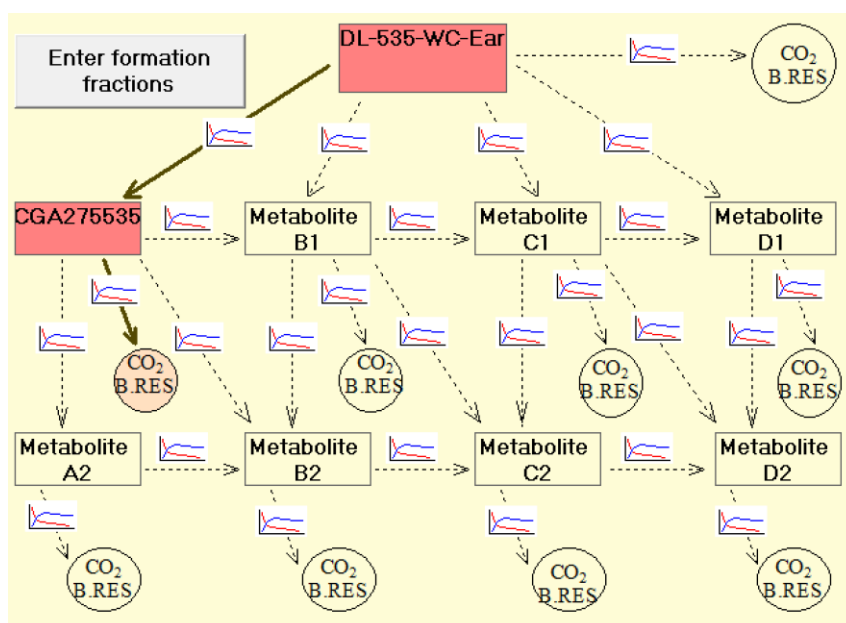 DL-535-WC-Ear
Enter formation
fractions
CO2
B.RES
CGA275535
Metabolite
B1
Metabolite
C1
Metabolite
D1
CO2
B.RES
CO2
B.RES
CO2
B.RES
CO2
B.RES
Metabolite
A2
Metabolite
B2
Metabolite
C2
Metabolite
D2
CO2
B.RES
CO2
B.RES
CO2
B.RES
CO2
B.RES